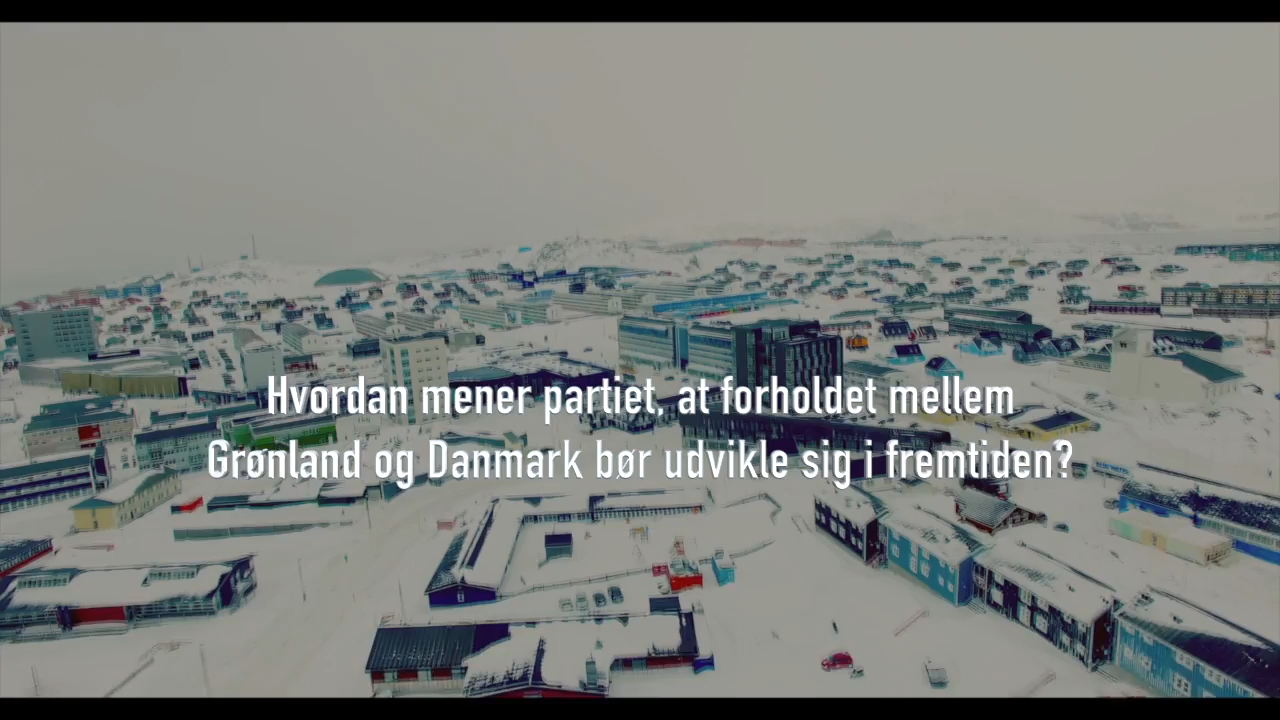 Hvordan mener partiet, at forholdet mellem
Grønland og Danmark bør udvikle sig i fremtiden?